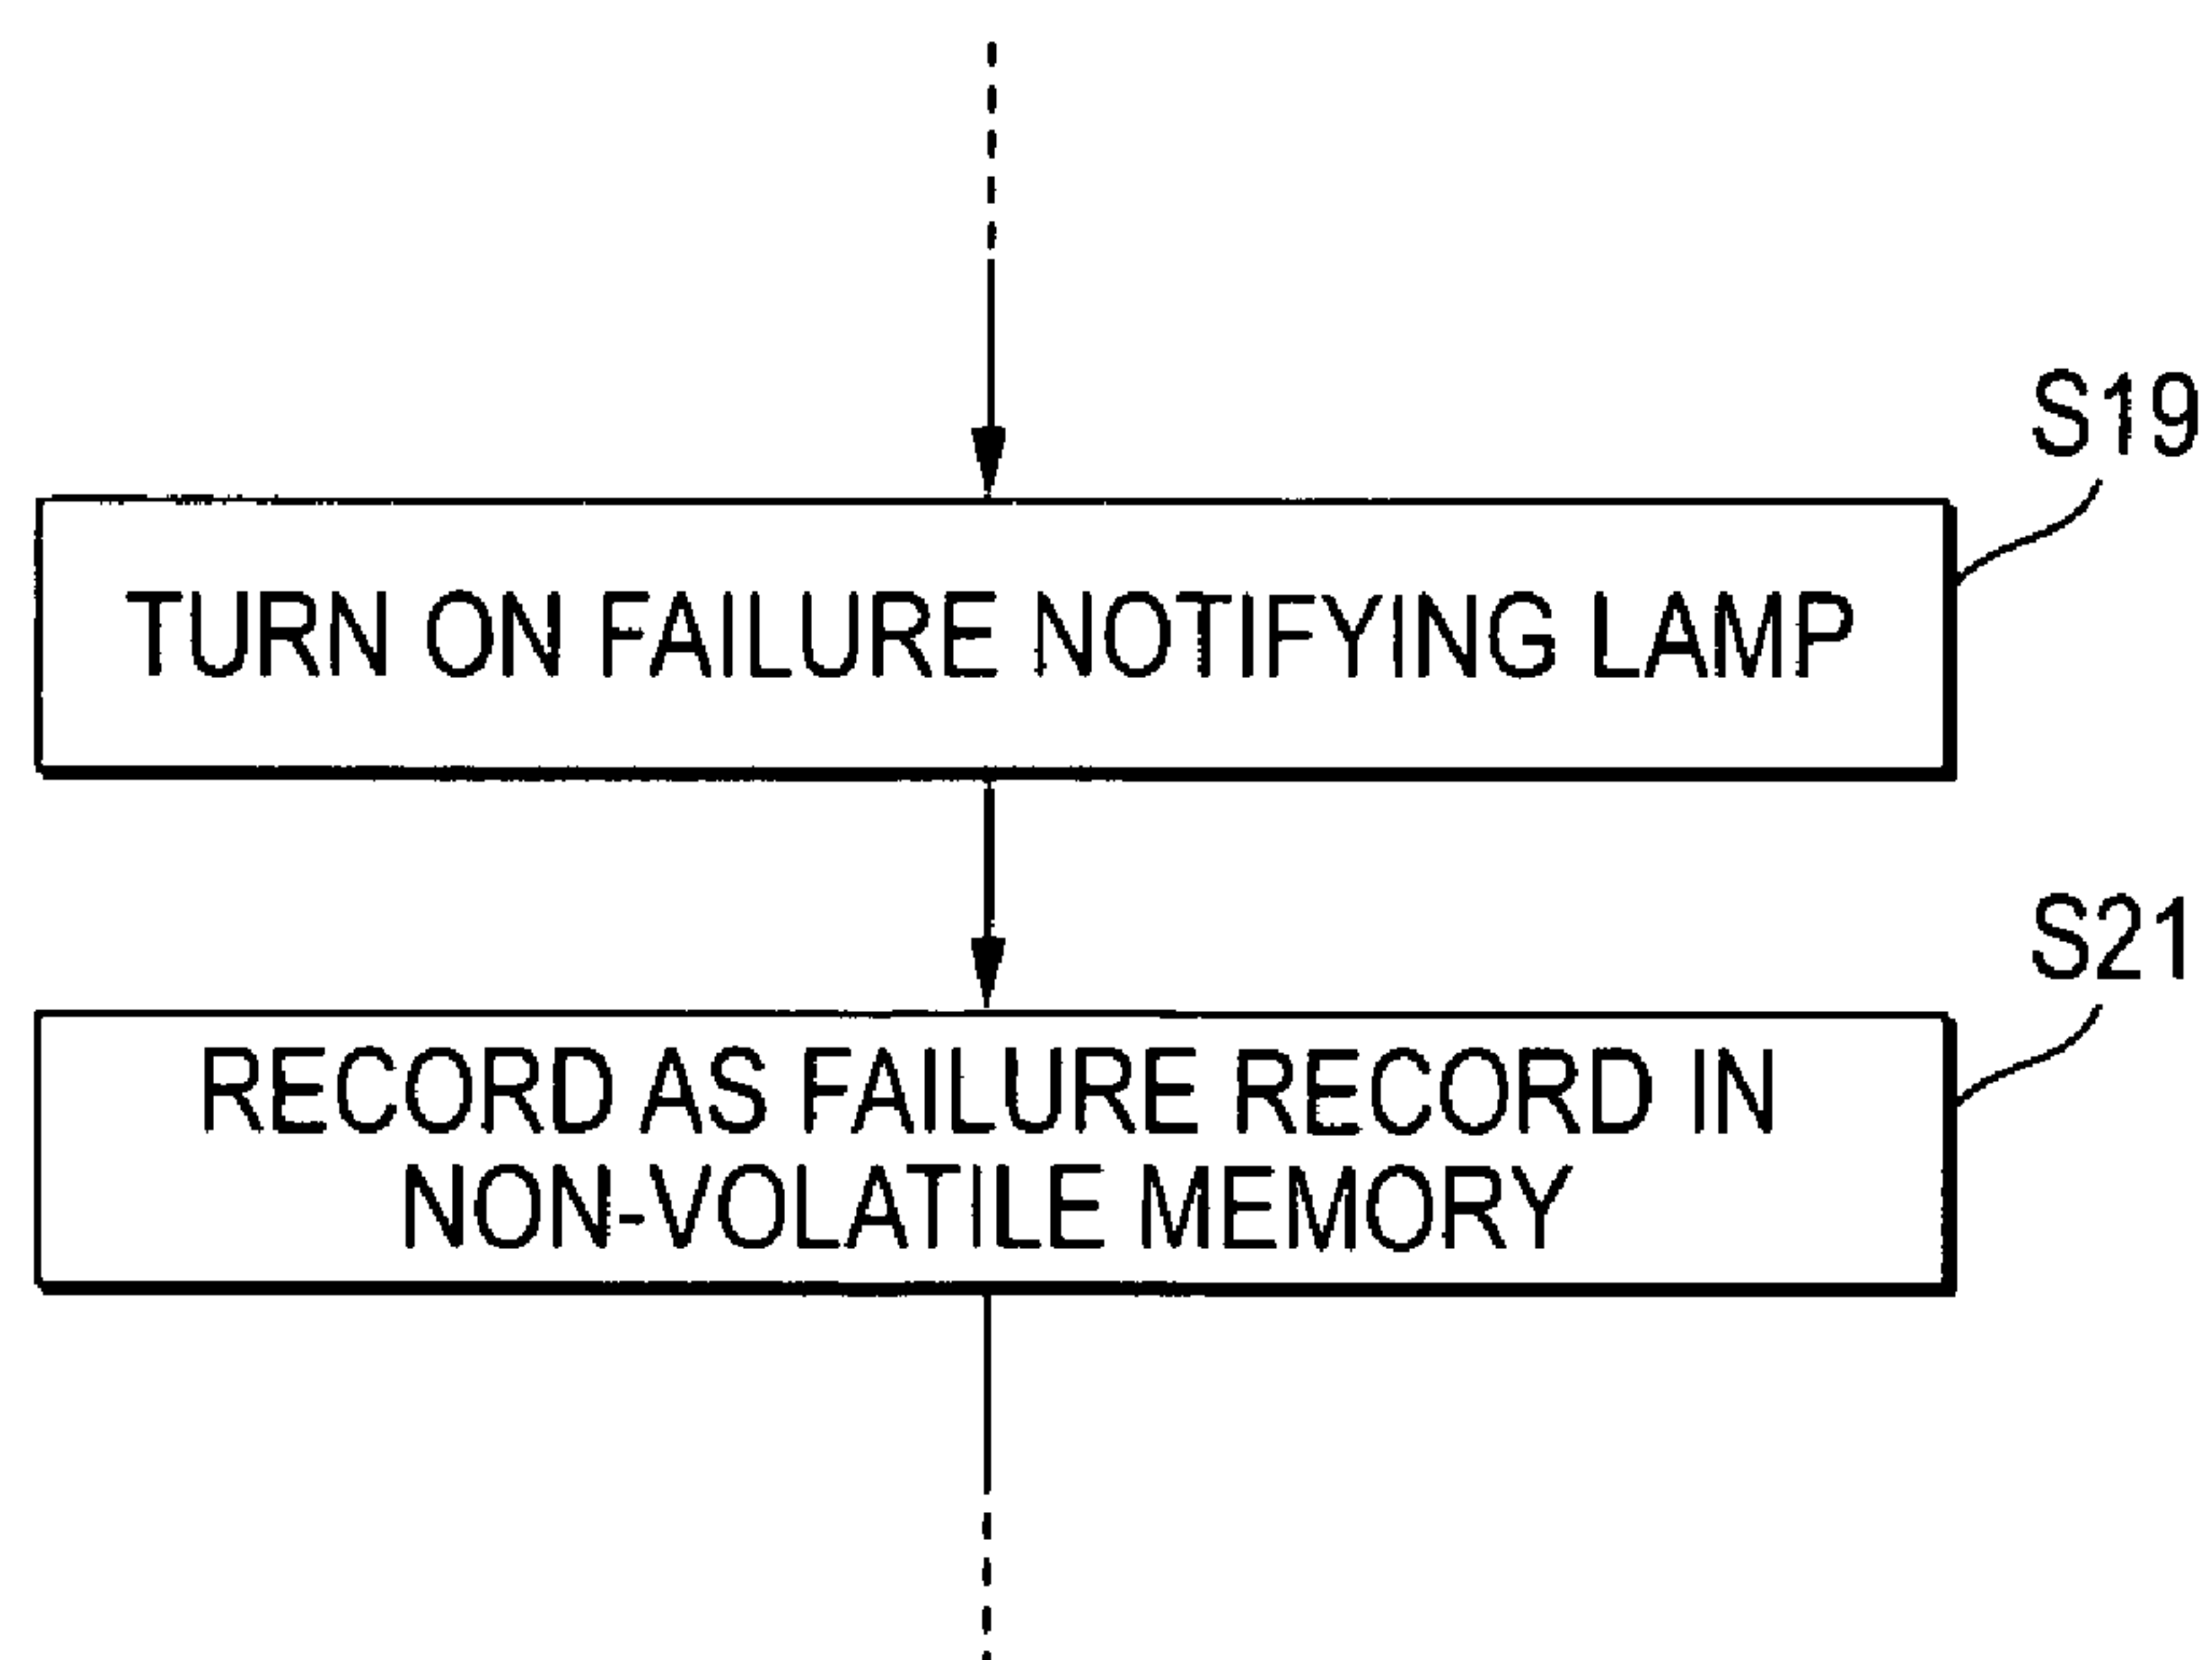 S19
TURN ON FAILURE NOTIFYING LAMP
S21
RECORD AS FAILURE RECORD IN
NON-VOLATILE MEMORY